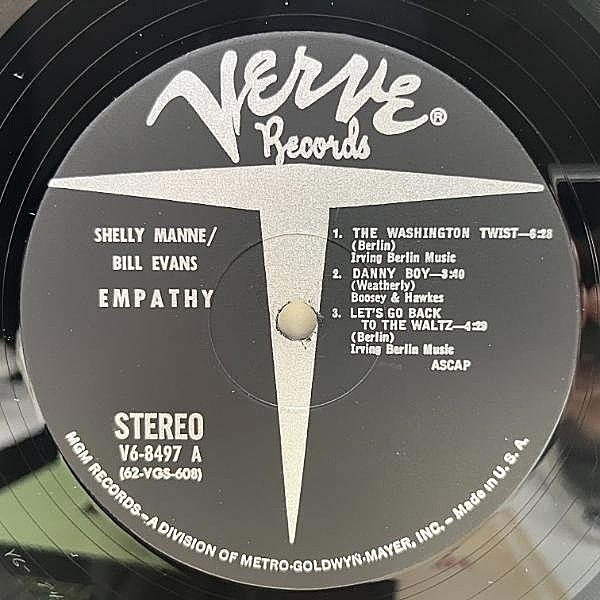 Verve ®
Records
SHELLY MANNE/
BILL EVANS
EMPATHY
1. THE WASHINGTON TWIST—6:28
(Berlin)
Irving Berlin Music
2. DANNY BOY—3:40
(Weatherly)
Boosey & Hawkes
3. LET'S GO BACK
TO THE WALTZ—4:29
(Berlin)
Irving Berlin Music
ASCAP
STEREO
V6-8497 A
(62-VGS-608)
MGM RECORDS—A DIVISION OF METRO-GOLDWYN-MAYER, INC. – Made in U. S. A.